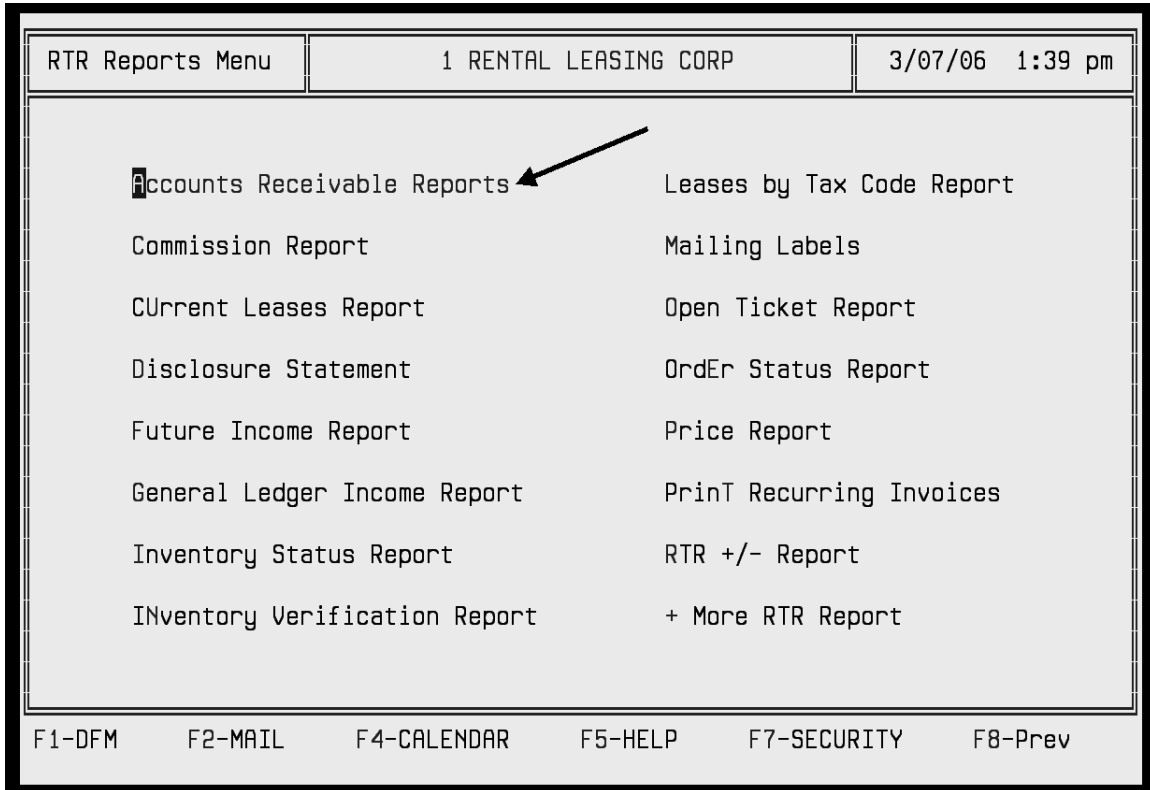 RTR Reports Menu 1 RENTAL LEASING CORP 3/07/06 1:39 pm
Accounts Receivable Reports Leases by Tax Code Report
Commission Report Mailing Labels
CUrrent Leases Report Open Ticket Report
Disclosure Statement OrdEr Status Report
Future Income Report Price Report
General Ledger Income Report PrinT Recurring Invoices
Inventory Status Report RTR +/- Report
INventory Verification Report + More RTR Report
F1-DFM F2-MAIL F4-CALENDAR F5-HELP F7-SECURITY F8-Prev